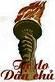 Tự do
Dân chủ